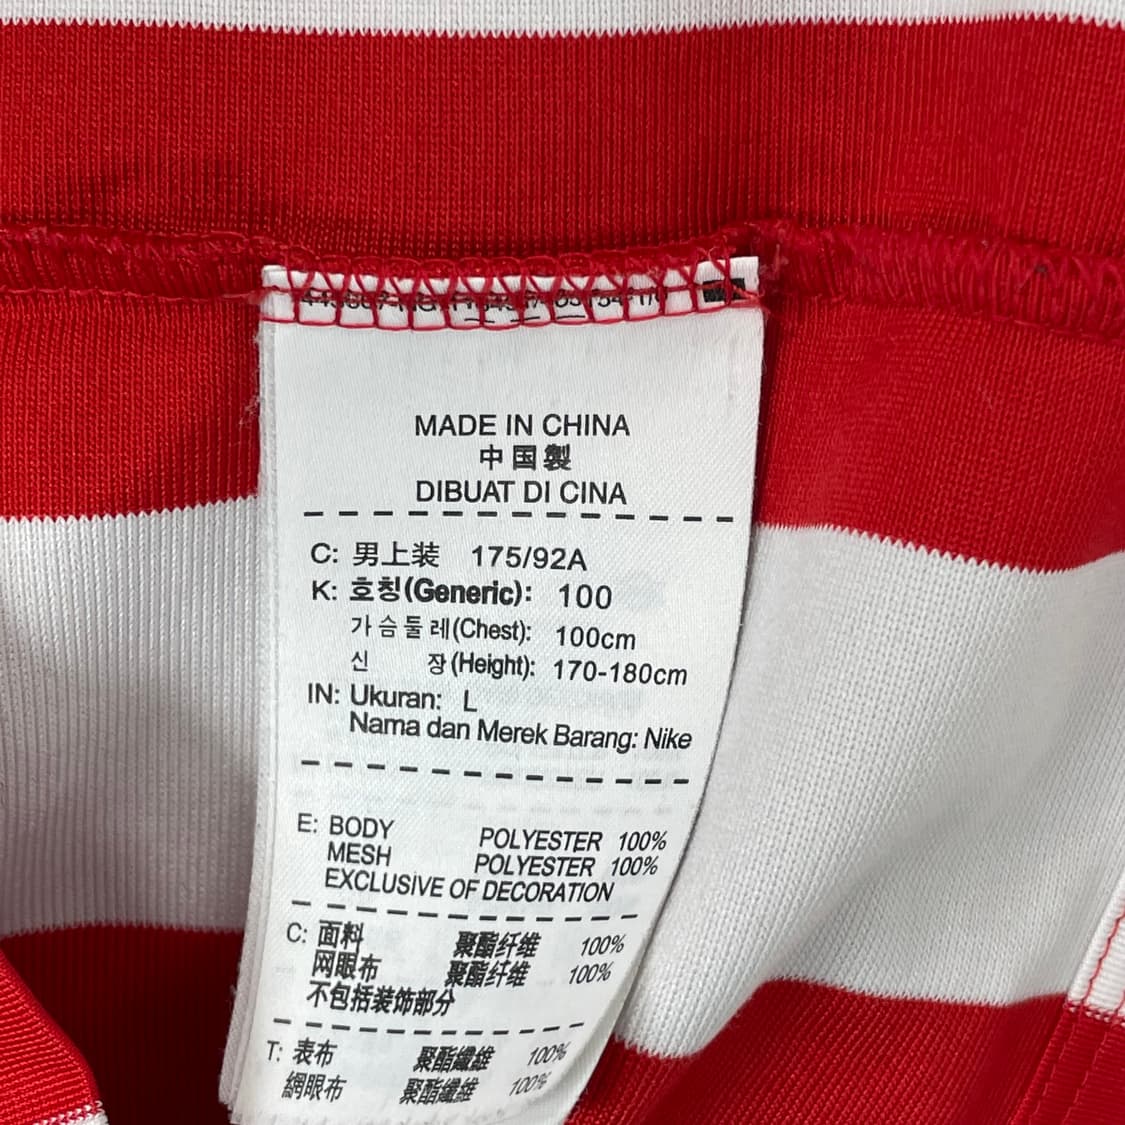 MADE IN CHINA
中国製
DIBUAT DI CINA
C: 男上装 175/92A
K: 호칭(Generic): 100
가슴둘레(Chest): 100cm
신 장(Height): 170-180cm
IN: Ukuran: L
Nama dan Merek Barang: Nike
E: BODY POLYESTER 100%
MESH POLYESTER 100%
EXCLUSIVE OF DECORATION
C: 面料 聚酯纤维 100%
网眼布 聚酯纤维 100%
不包括装饰部分
T: 表布 聚酯纖維 100%
網眼布 聚酯纖維 100%